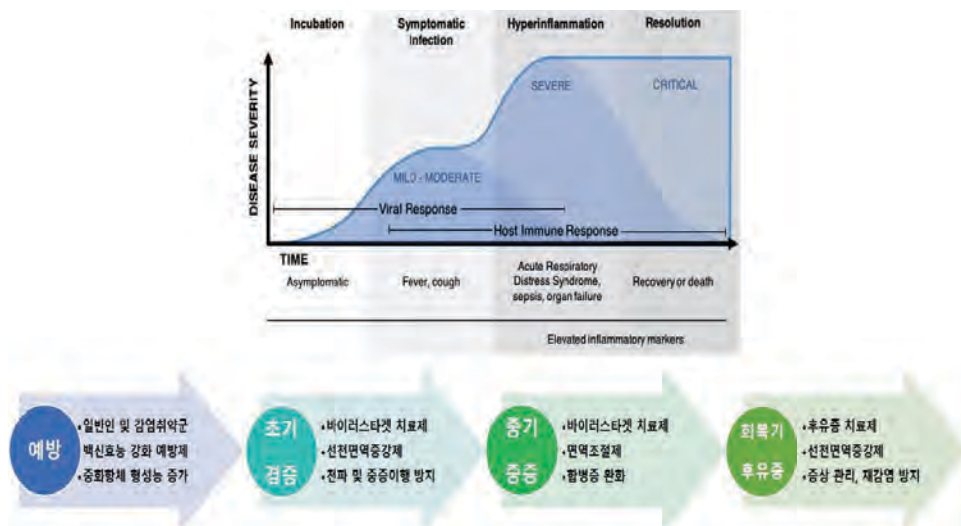 Incubation
Symptomatic
Infection
Hyperinflammation
Resolution
DISEASE SEVERITY
SEVERE
CRITICAL
MILD - MODERATE
Viral Response
Host Immune Response
TIME
Asymptomatic
Fever, cough
Acute Respiratory
Distress Syndrome,
sepsis, organ failure
Recovery or death
Elevated inflammatory markers
예방
•일반인 및 감염취약군
•백신효능 강화 예방제
•중화항체 형성능 증가
초기
경증
•바이러스타겟 치료제
•선천면역증강제
•전파 및 중증이행 방지
중기
중증
•바이러스타겟 치료제
•면역조절제
•합병증 완화
회복기
후유증
•후유증 치료제
•선천면역증강제
•증상 관리, 재감염 방지